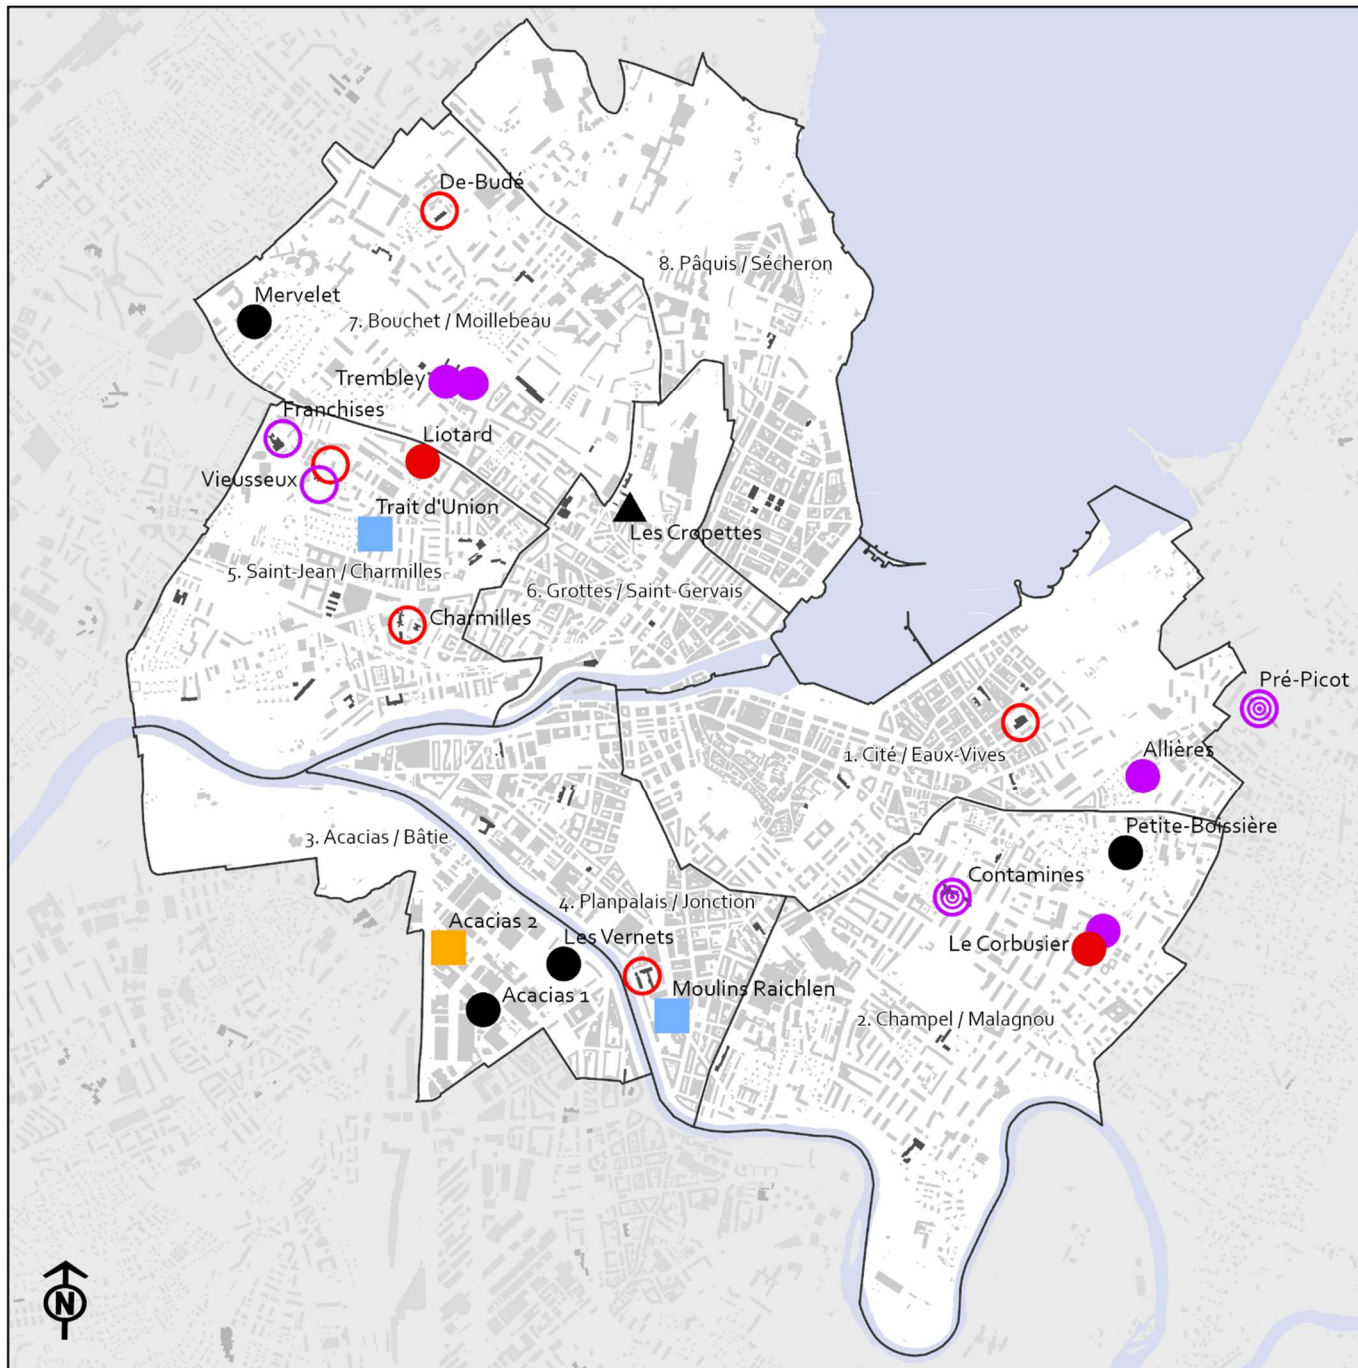 De-Budé
8. Pâquis / Sécheron
Mervelet
7. Bouchet / Moillebeau
Trembley
Franchises
Liotard
Vieusseux
Trait d'Union
Les Cropettes
5. Saint-Jean / Charmilles
6. Grottes / Saint-Gervais
Charmilles
Pré-Picot
1. Cité / Eaux-Vives
Allières
Petite-Boissière
3. Acacias / Bâtie
Contamines
4. Planpalais / Jonction
Acacias 2
Les Vernets
Le Corbusier
Acacias 1
Moulins Raichlen
2. Champel / Malagnou
N